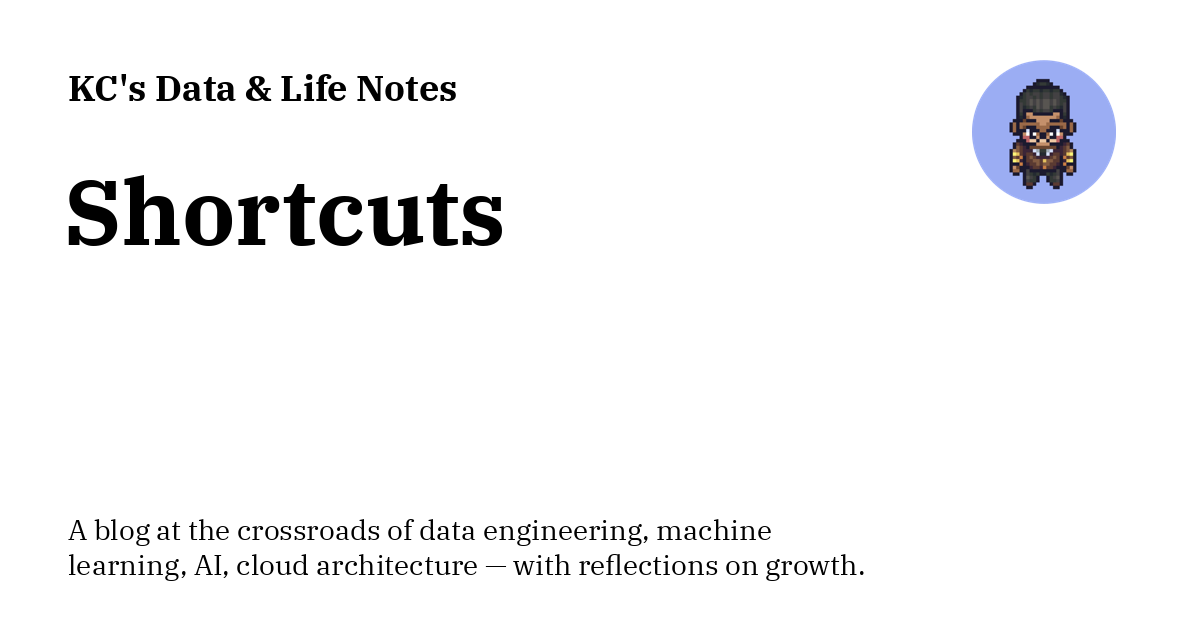 KC's Data & Life Notes
Shortcuts
A blog at the crossroads of data engineering, machine
learning, AI, cloud architecture — with reflections on growth.